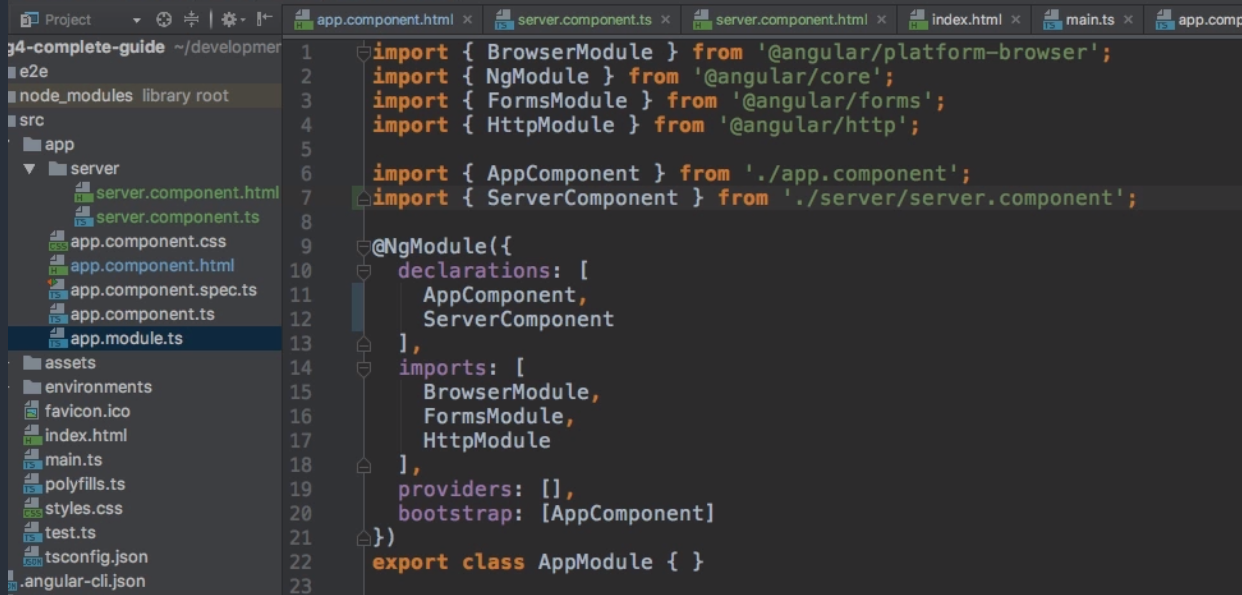 Project
app.component.html
server.component.ts
server.component.html
index.html
main.ts
g4-complete-guide ~/developmer
e2e
node_modules library root
src
app
server
server.component.html
server.component.ts
app.component.css
app.component.html
app.component.spec.ts
app.component.ts
app.module.ts
assets
environments
favicon.ico
index.html
main.ts
polyfills.ts
styles.css
test.ts
tsconfig.json
.angular-cli.json
1 import { BrowserModule } from '@angular/platform-browser';
2 import { NgModule } from '@angular/core';
3 import { FormsModule } from '@angular/forms';
4 import { HttpModule } from '@angular/http';
5
6 import { AppComponent } from './app.component';
7 import { ServerComponent } from './server/server.component';
8
9 @NgModule({
10 declarations: [
11 AppComponent,
12 ServerComponent
13 ],
14 imports: [
15 BrowserModule,
16 FormsModule,
17 HttpModule
18 ],
19 providers: [],
20 bootstrap: [AppComponent]
21 })
22 export class AppModule { }
23